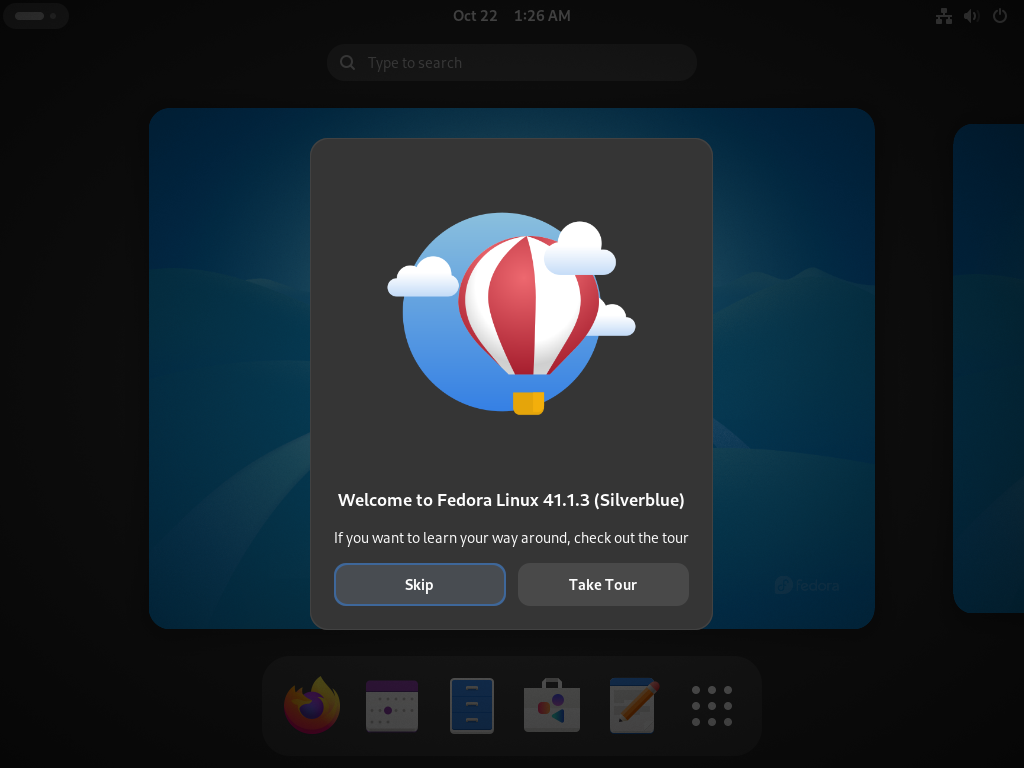 Oct 22 1:26 AM
Type to search
Welcome to Fedora Linux 41.1.3 (Silverblue)
If you want to learn your way around, check out the tour
Skip
Take Tour
fedora